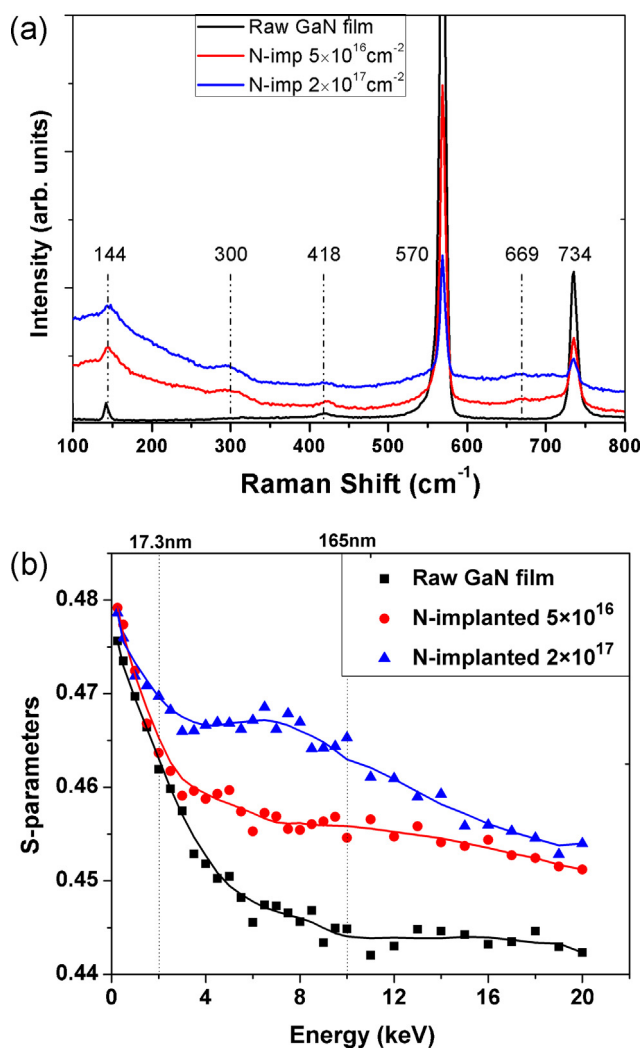 (a)
Raw GaN film
N-imp 5×10¹⁶cm⁻²
N-imp 2×10¹⁷cm⁻²
Intensity (arb. units)
144 300 418 570 669 734
100 200 300 400 500 600 700 800
Raman Shift (cm⁻¹)
(b)
17.3nm 165nm
Raw GaN film
N-implanted 5×10¹⁶
N-implanted 2×10¹⁷
S-parameters
0.48
0.47
0.46
0.45
0.44
0 4 8 12 16 20
Energy (keV)